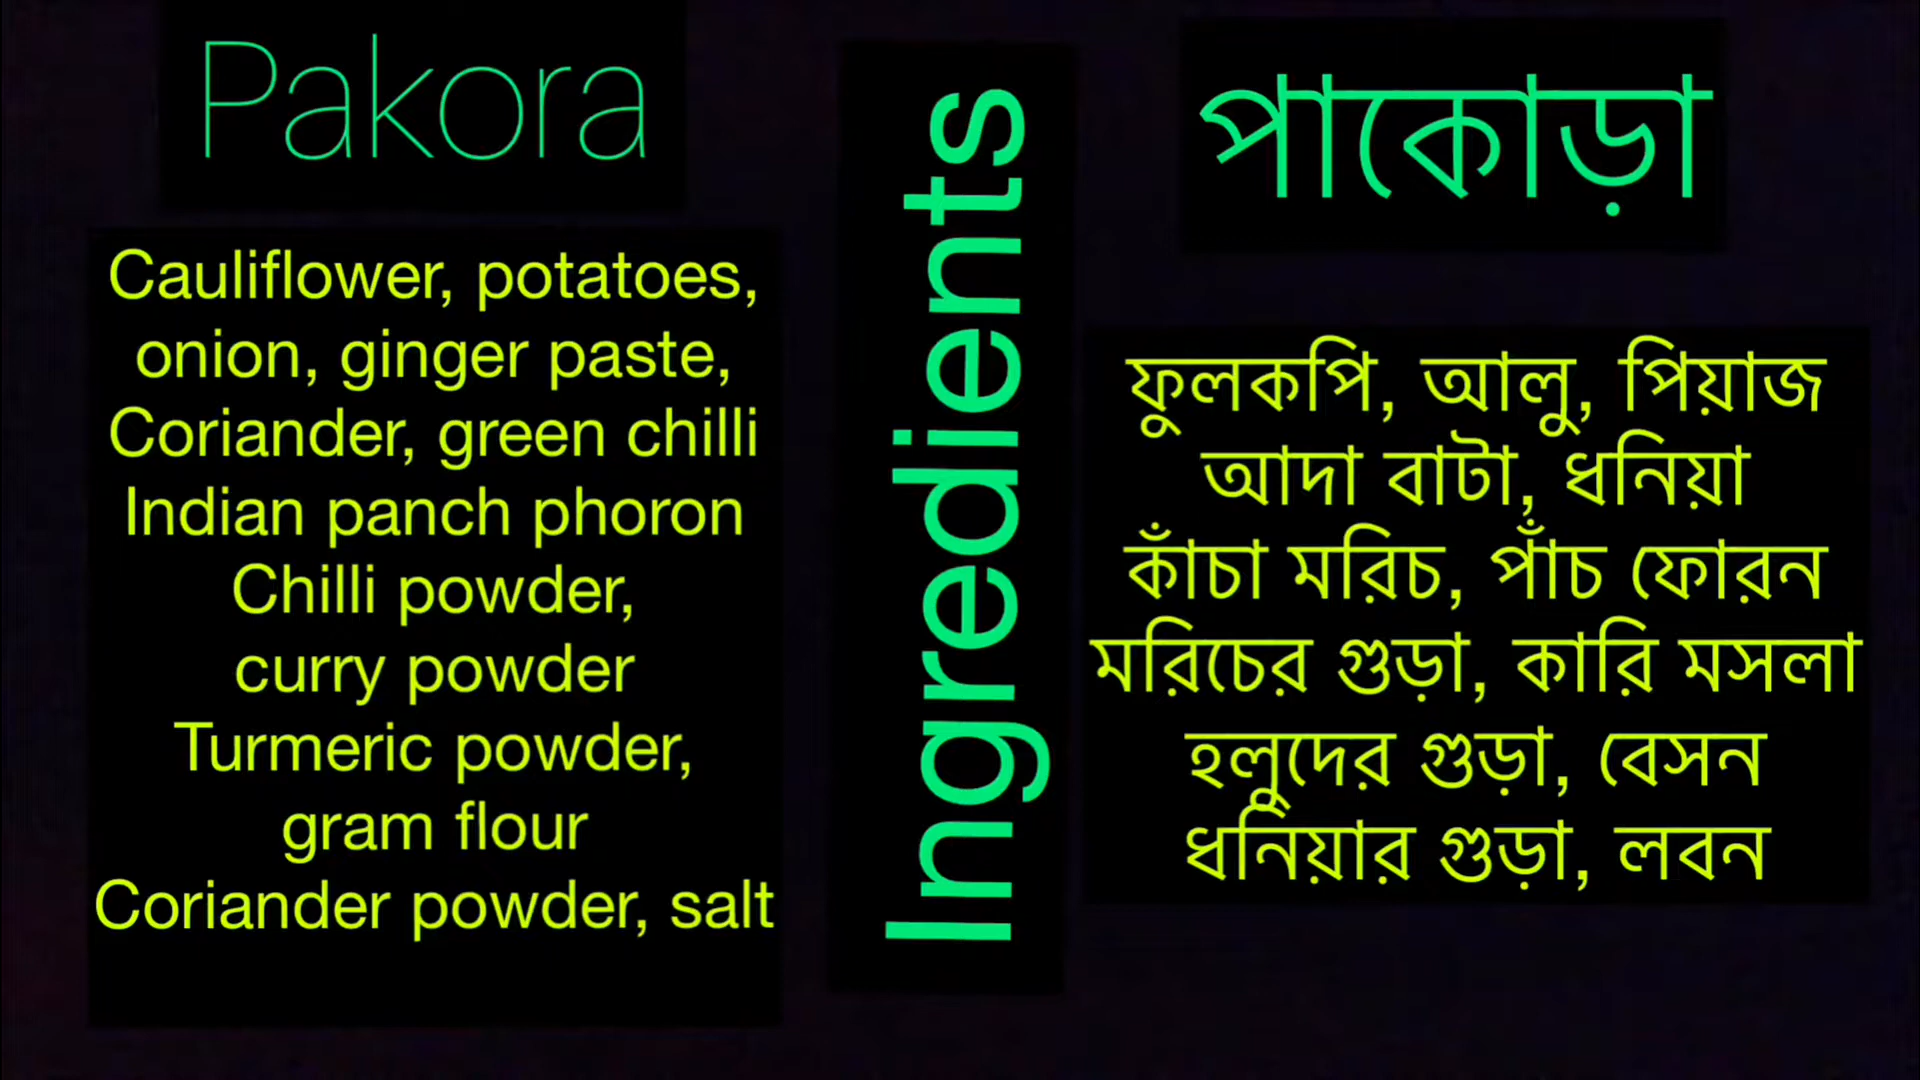 Pakora
Cauliflower, potatoes,
onion, ginger paste,
Coriander, green chilli
Indian panch phoron
Chilli powder,
curry powder
Turmeric powder,
gram flour
Coriander powder, salt
Ingredients
পাকোড়া
ফুলকপি, আলু, পিয়াজ
আদা বাটা, ধনিয়া
কাঁচা মরিচ, পাঁচ ফোরন
মরিচের গুড়া, কারি মসলা
হলুদের গুড়া, বেসন
ধনিয়ার গুড়া, লবন